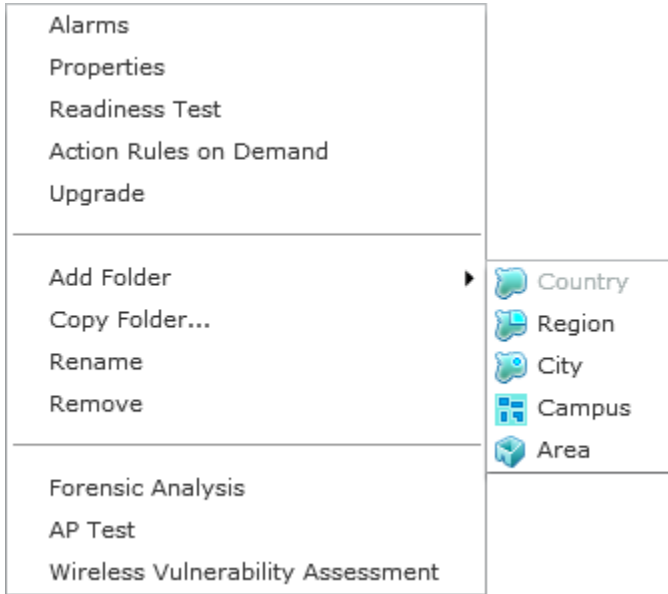 Alarms
Properties
Readiness Test
Action Rules on Demand
Upgrade
Add Folder
Copy Folder...
Rename
Remove
Forensic Analysis
AP Test
Wireless Vulnerability Assessment
Country
Region
City
Campus
Area